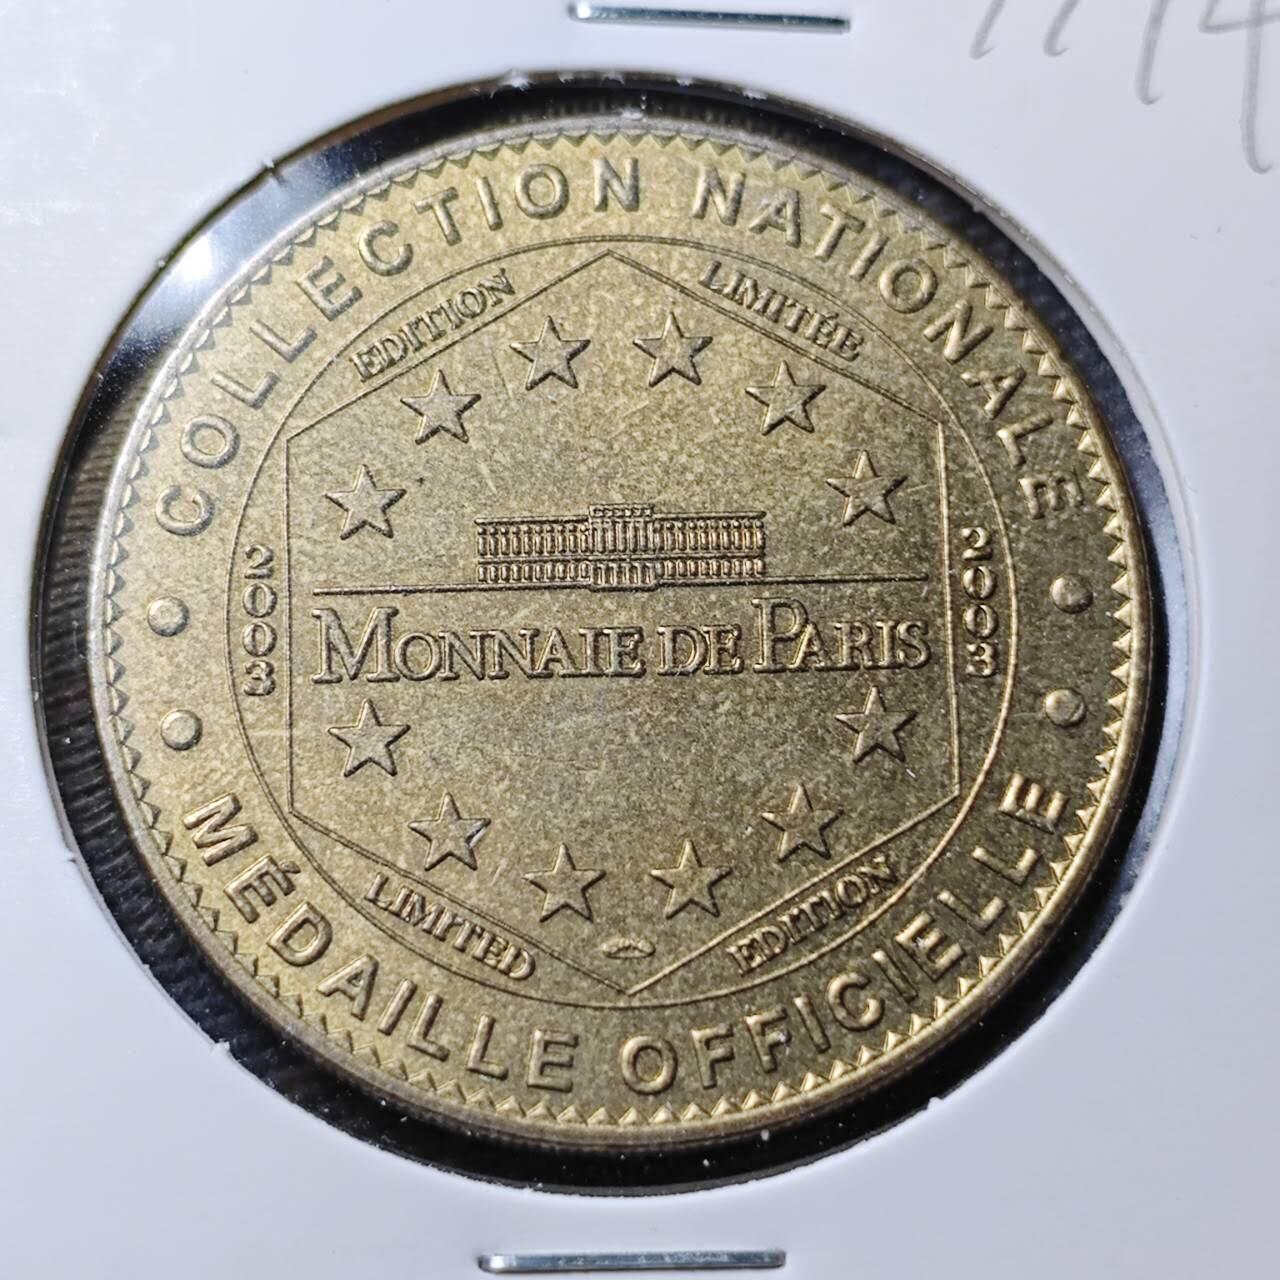 COLLECTION NATIONALE
EDITION LIMITÉE
2003
2003
MONNAIE DE PARIS
LIMITED EDITION
MÉDAILLE OFFICIELLE